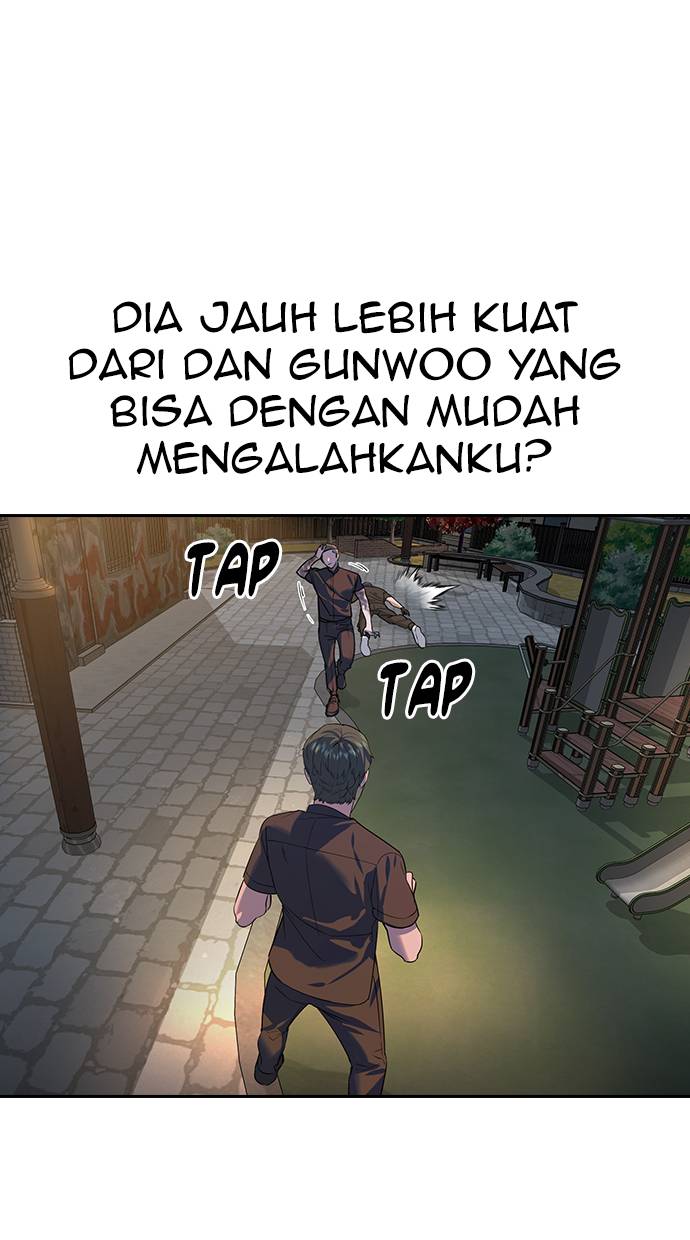 DIA JAUH LEBIH KUAT
DARI DAN GUNWOO YANG
BISA DENGAN MUDAH
MENGALAHKANKU?
TAP
TAP